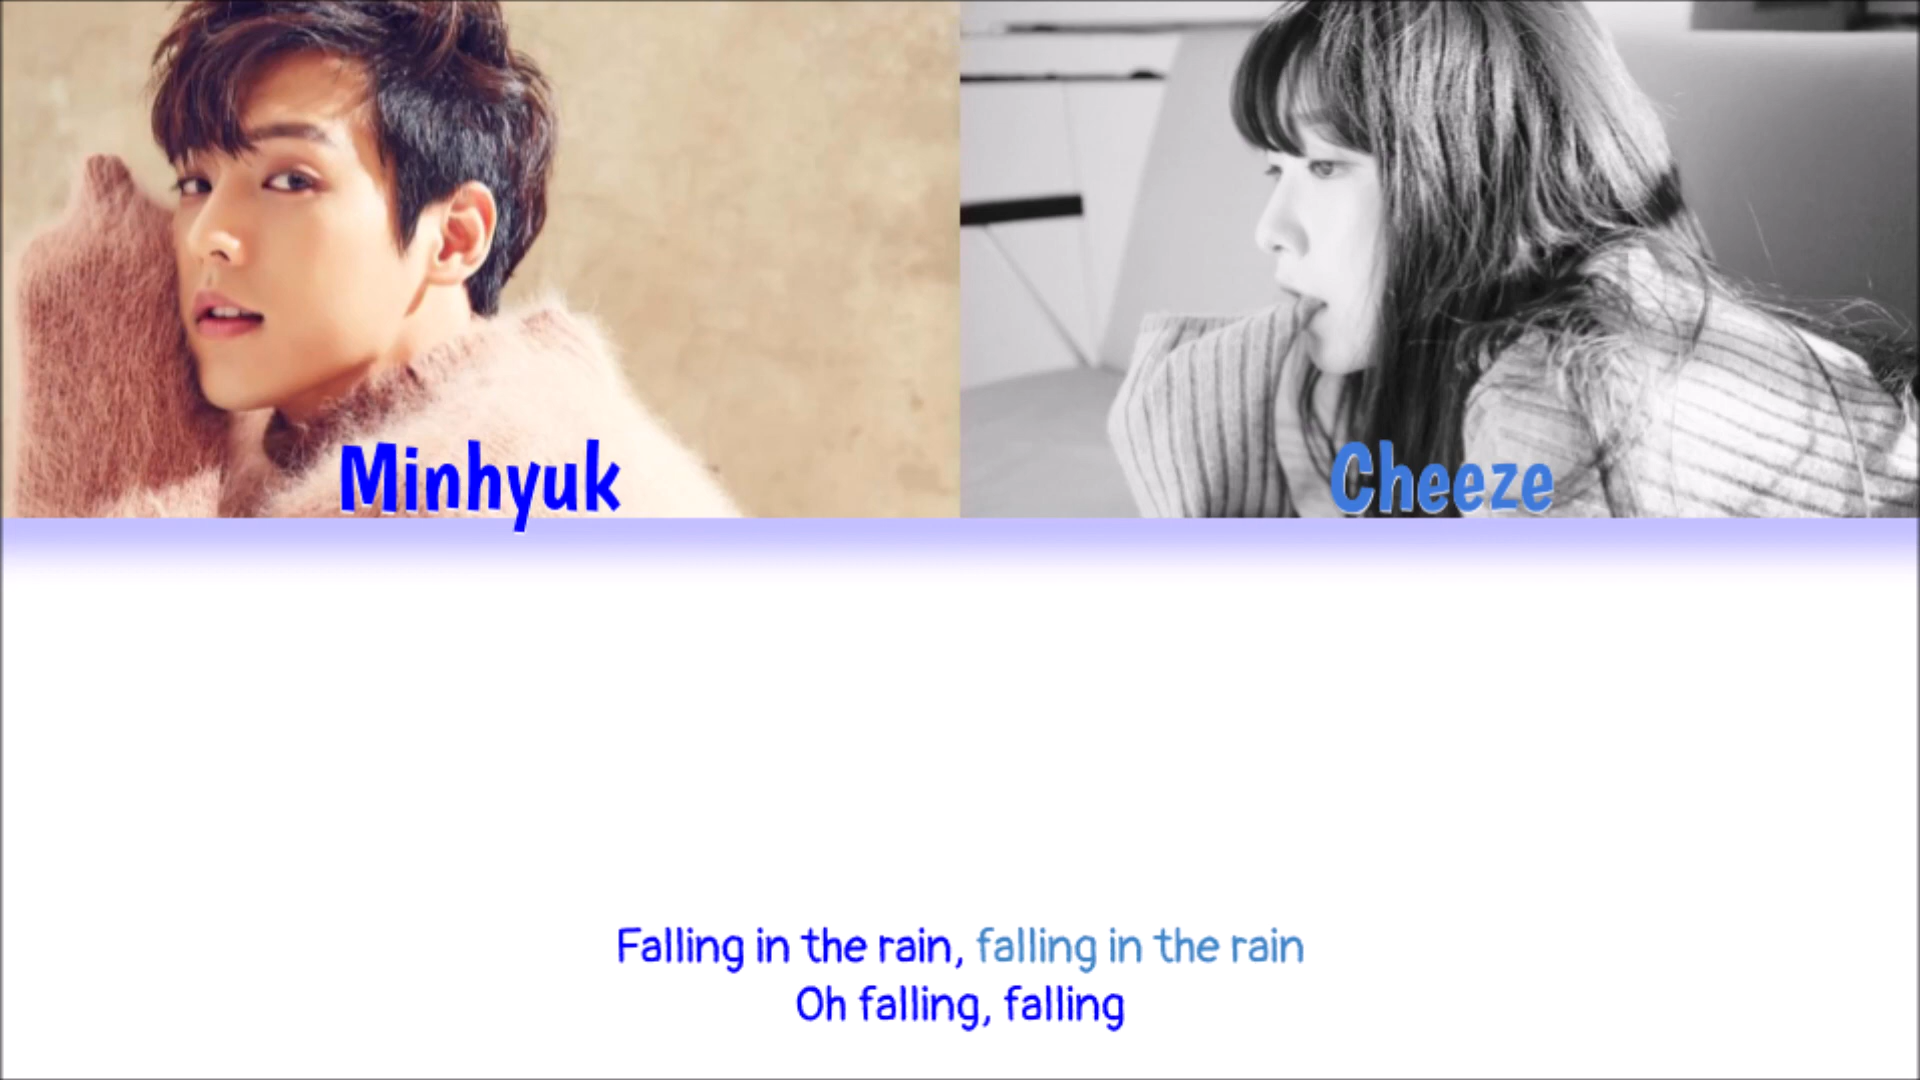 Minhyuk
Cheeze
Falling in the rain, falling in the rain
Oh falling, falling